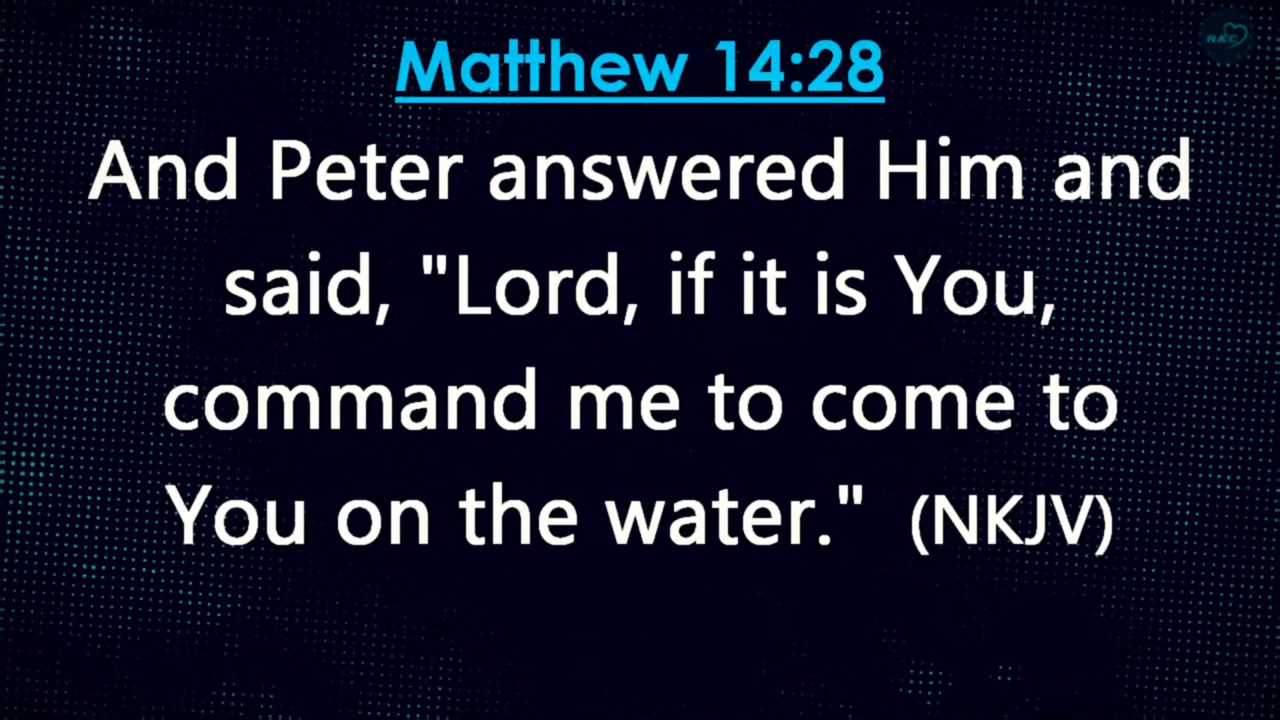 Matthew 14:28
And Peter answered Him and
said, "Lord, if it is You,
command me to come to
You on the water." (NKJV)